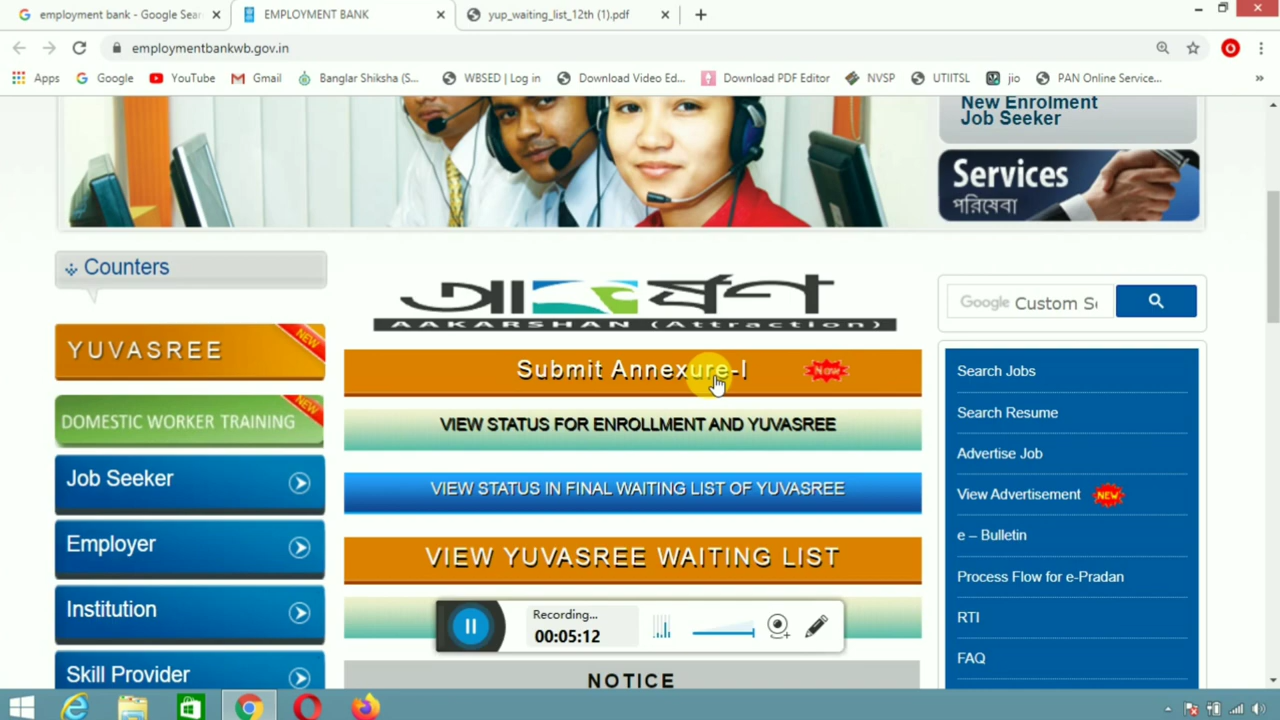 employment bank - Google Sear
EMPLOYMENT BANK
yup_waiting_list_12th (1).pdf
employmentbankwb.gov.in
Apps
Google
YouTube
Gmail
Banglar Shiksha (S...
WBSED | Log in
Download Video Ed...
Download PDF Editor
NVSP
UTIITSL
jio
PAN Online Service...
»
New Enrolment
Job Seeker
Services
পরিষেবা
Counters
আকর্ষণ
AAKARSHAN (Attraction)
Google Custom Se
YUVASREE NEW
Submit Annexure-I New
Search Jobs
DOMESTIC WORKER TRAINING NEW
VIEW STATUS FOR ENROLLMENT AND YUVASREE
Search Resume
Advertise Job
Job Seeker
VIEW STATUS IN FINAL WAITING LIST OF YUVASREE
View Advertisement NEW
Employer
VIEW YUVASREE WAITING LIST
e – Bulletin
Process Flow for e-Pradan
Institution
Recording...
00:05:12
RTI
FAQ
Skill Provider
NOTICE